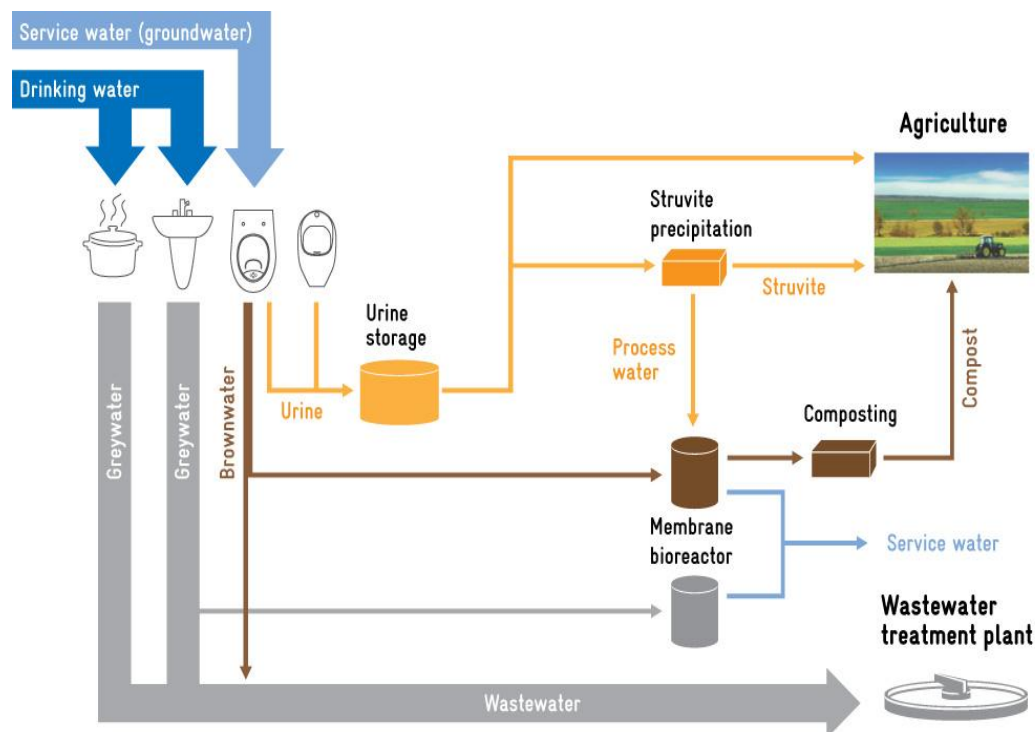 Service water (groundwater)
Drinking water
Agriculture
Struvite
precipitation
Struvite
Urine
storage
Process
water
Compost
Urine
Composting
Greywater
Greywater
Brownwater
Membrane
bioreactor
Service water
Wastewater
treatment plant
Wastewater